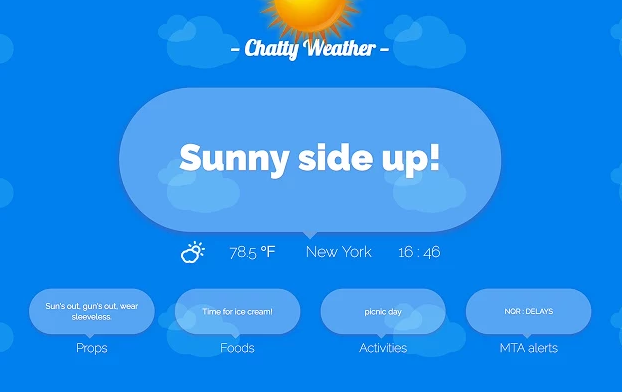 – Chatty Weather –
Sunny side up!
78.5 °F New York 16 : 46
Sun's out, gun's out, wear
sleeveless.
Time for ice cream!
picnic day
NQR : DELAYS
Props Foods Activities MTA alerts